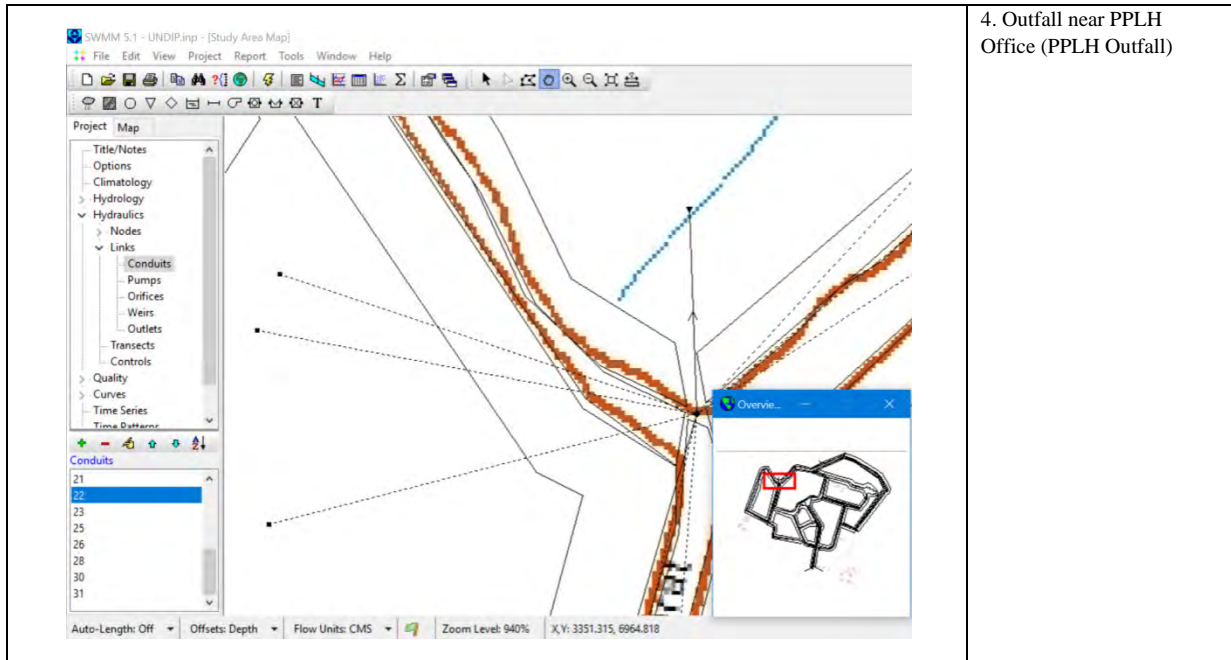 SWMM 5.1 - UNDIP.inp - [Study Area Map]
File Edit View Project Report Tools Window Help
Project Map
Title/Notes
Options
Climatology
Hydrology
Hydraulics
Nodes
Links
Conduits
Pumps
Orifices
Weirs
Outlets
Transects
Controls
Quality
Curves
Time Series
Time Patterns
Conduits
21
22
23
25
26
28
30
31
Overvie...
Auto-Length: Off Offsets: Depth Flow Units: CMS Zoom Level: 940% X,Y: 3351.315, 6964.818
4. Outfall near PPLH
Office (PPLH Outfall)